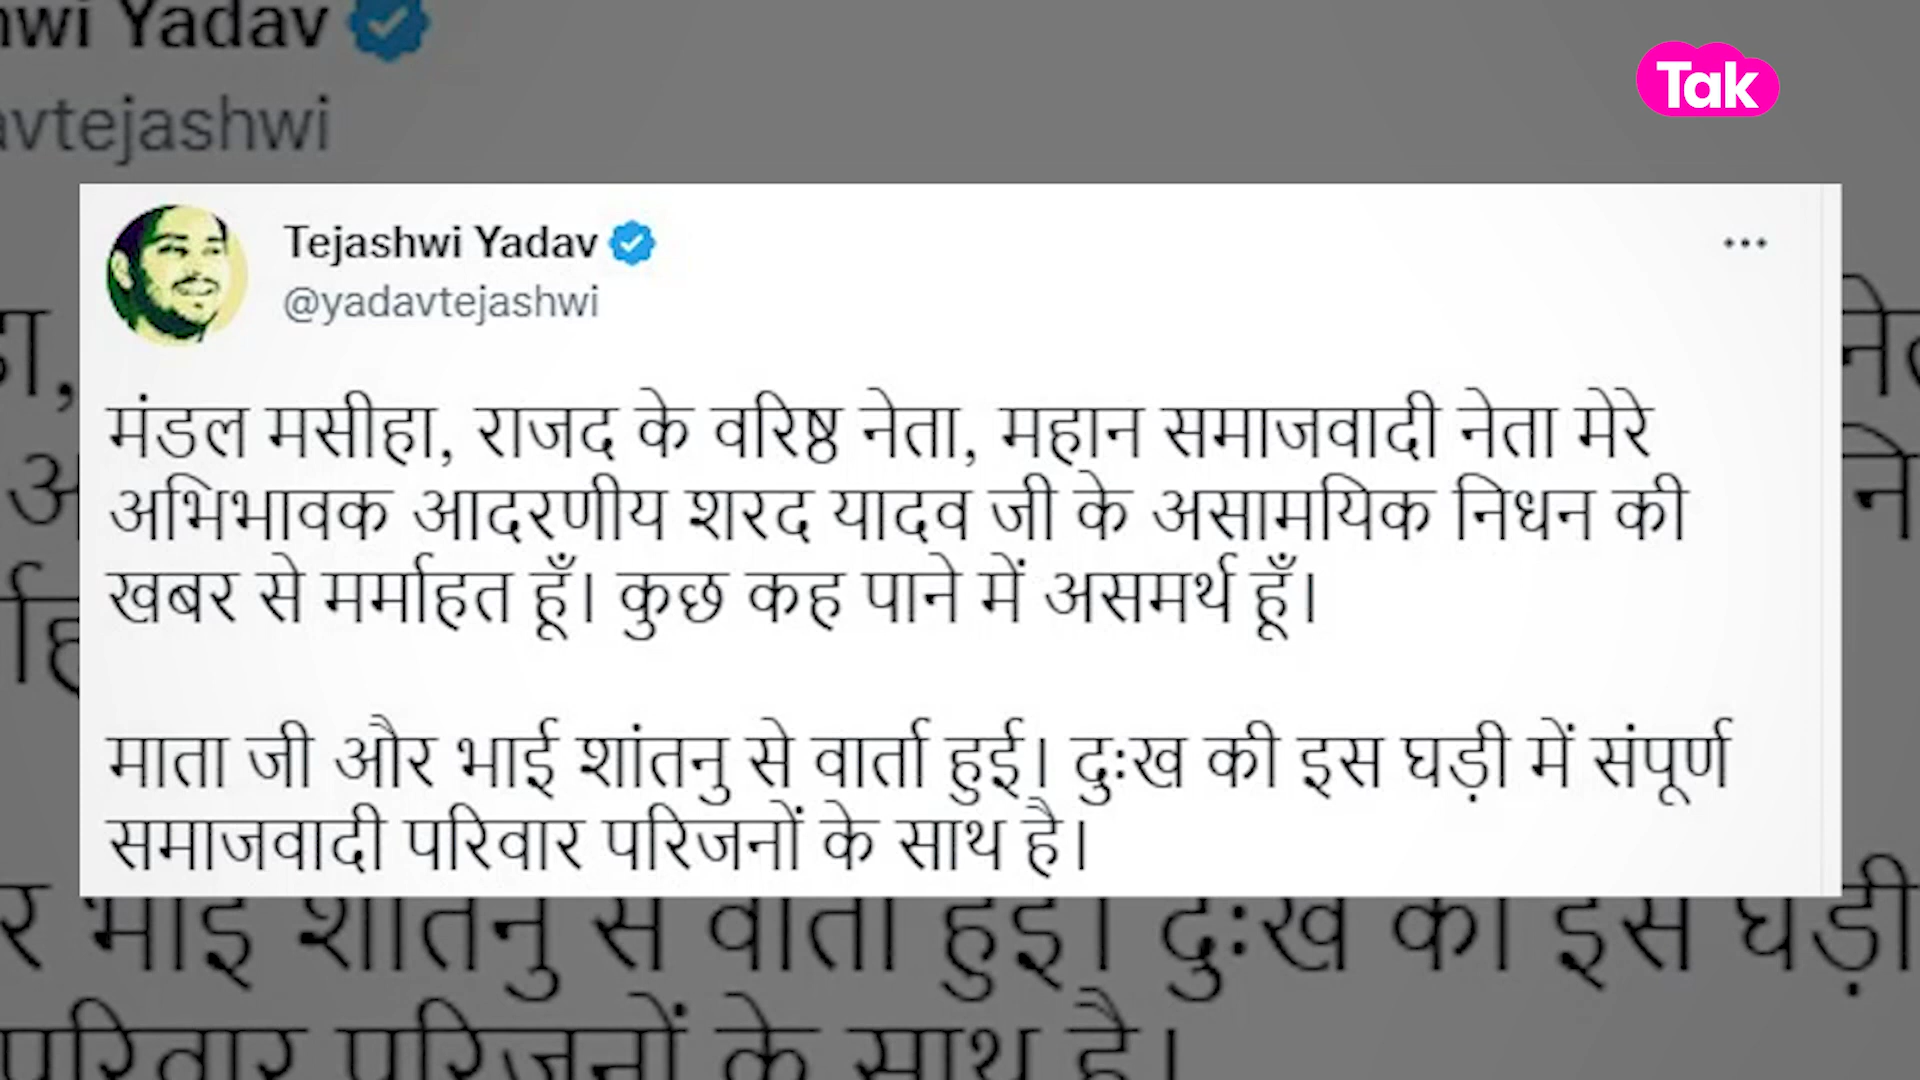 Tak
Tejashwi Yadav
@yadavtejashwi
मंडल मसीहा, राजद के वरिष्ठ नेता, महान समाजवादी नेता मेरे
अभिभावक आदरणीय शरद यादव जी के असामयिक निधन की
खबर से मर्माहत हूँ। कुछ कह पाने में असमर्थ हूँ।
माता जी और भाई शांतनु से वार्ता हुई। दुःख की इस घड़ी में संपूर्ण
समाजवादी परिवार परिजनों के साथ है।